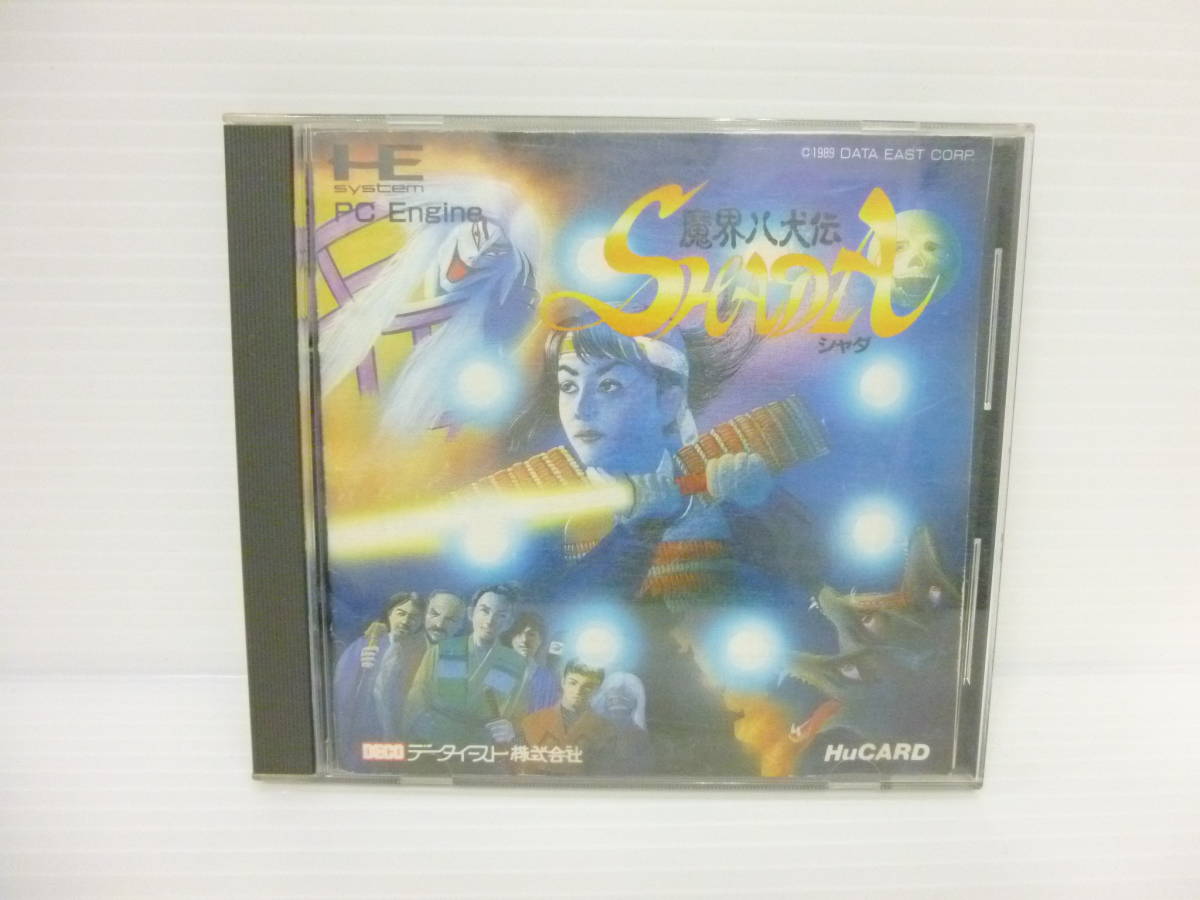 HE
system
PC Engine
©1989 DATA EAST CORP.
魔界八犬伝
SHADA
シャダ
DECO データイースト株式会社
HuCARD